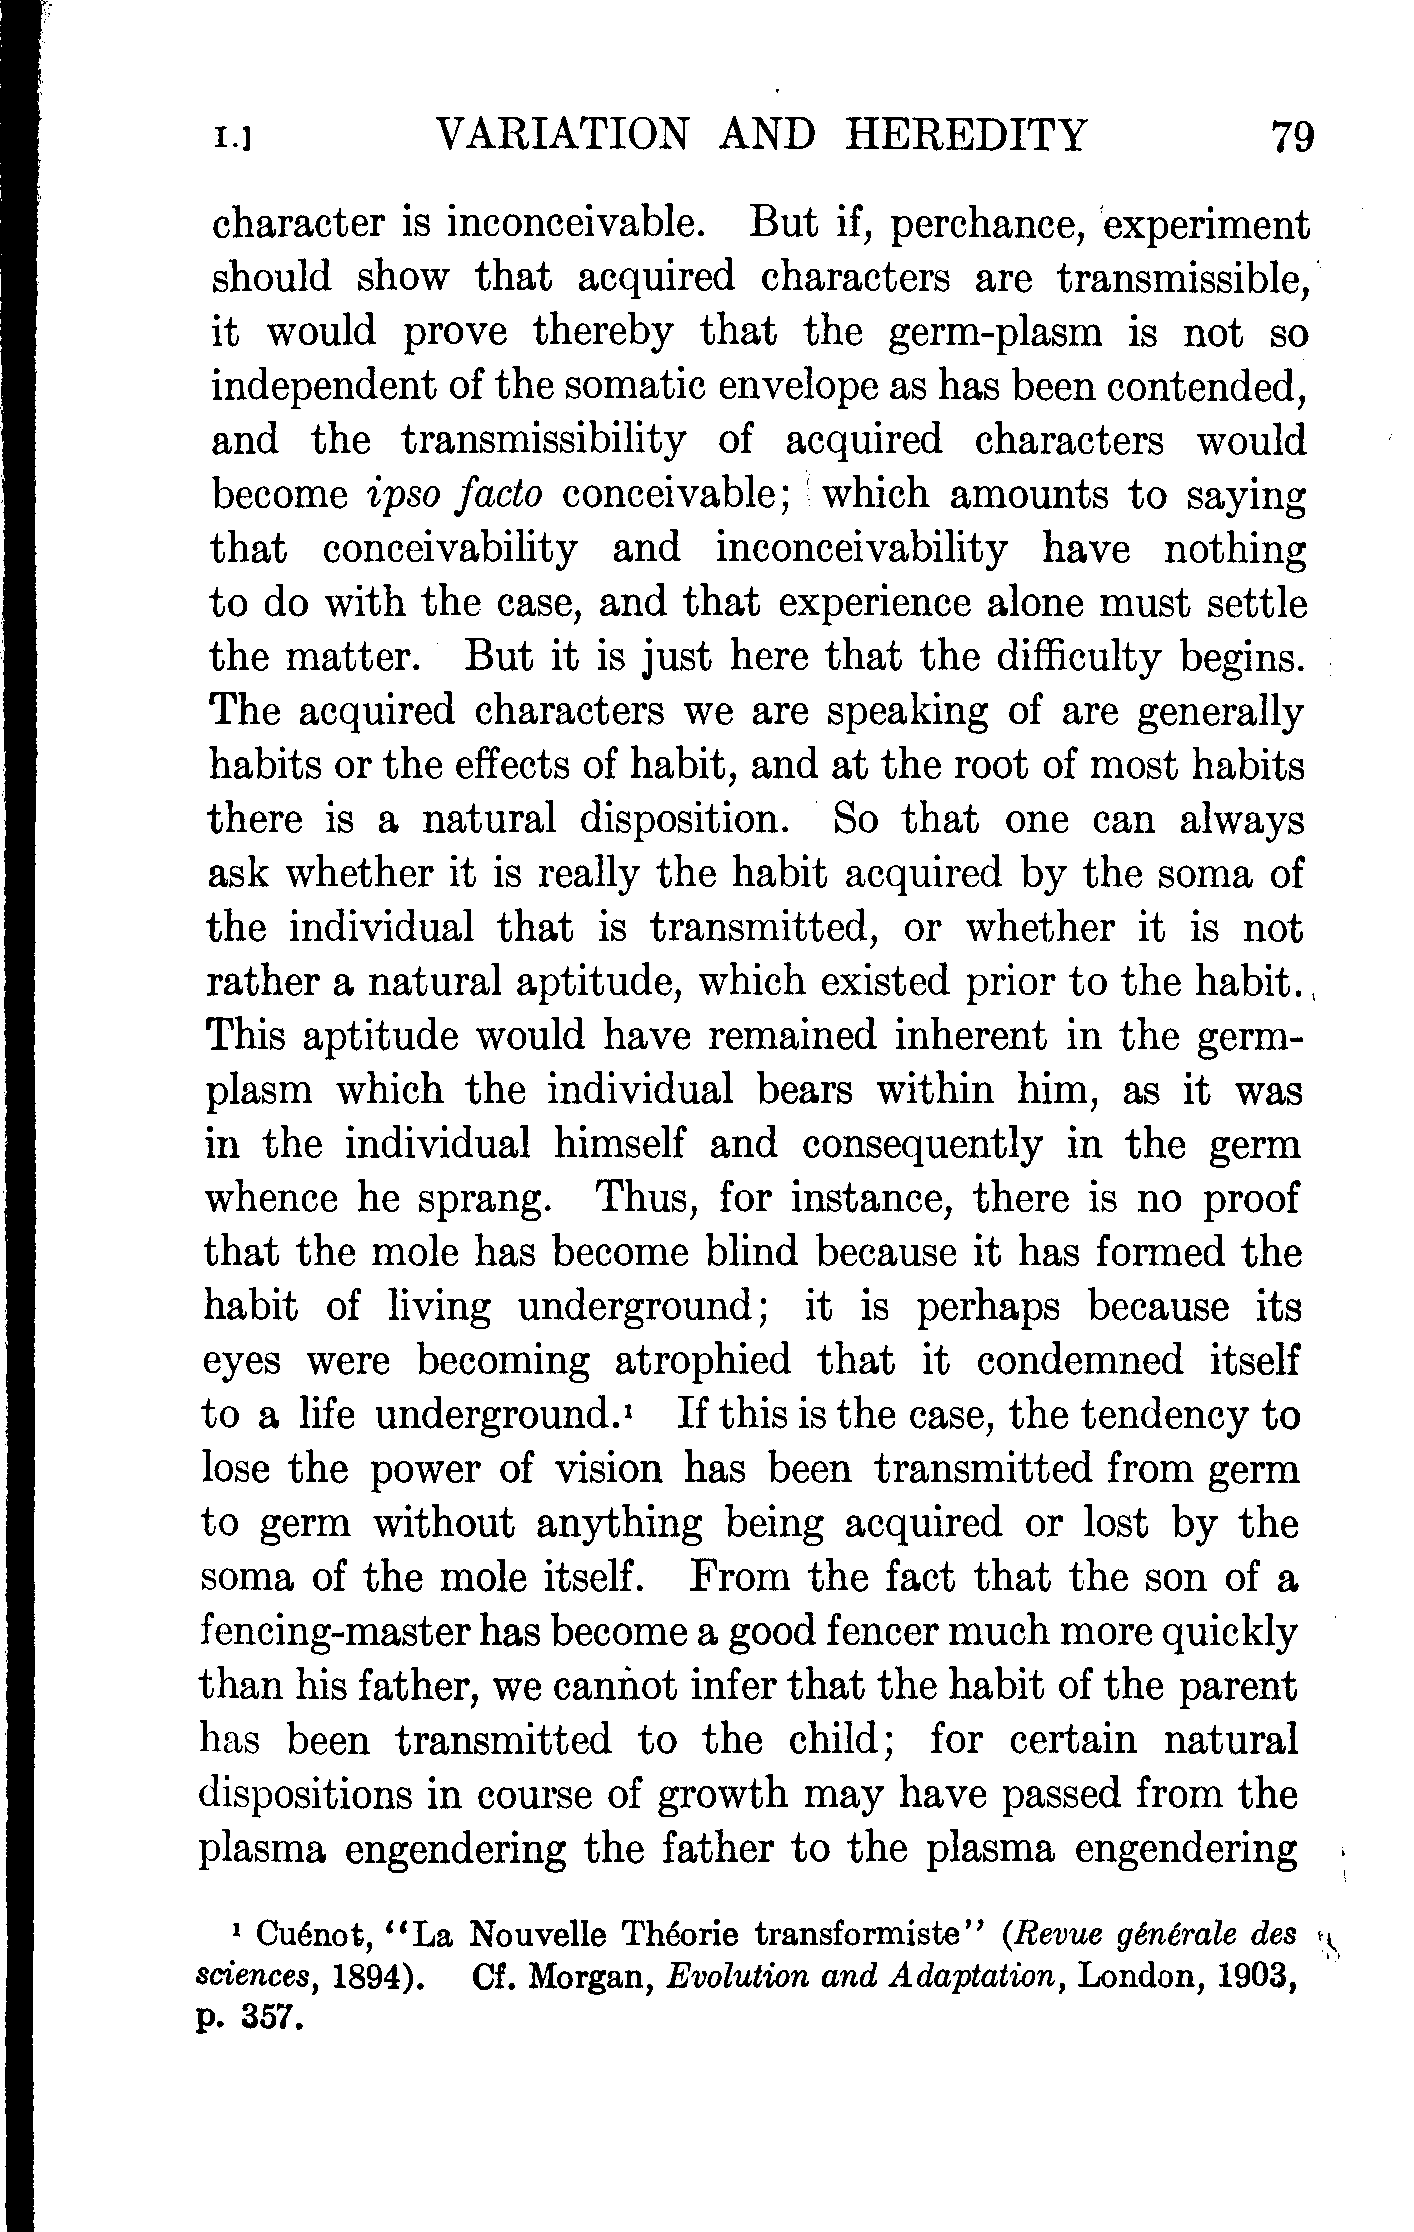 I.] VARIATION AND HEREDITY 79
character is inconceivable. But if, perchance, experiment
should show that acquired characters are transmissible,
it would prove thereby that the germ-plasm is not so
independent of the somatic envelope as has been contended,
and the transmissibility of acquired characters would
become ipso facto conceivable; which amounts to saying
that conceivability and inconceivability have nothing
to do with the case, and that experience alone must settle
the matter. But it is just here that the difficulty begins.
The acquired characters we are speaking of are generally
habits or the effects of habit, and at the root of most habits
there is a natural disposition. So that one can always
ask whether it is really the habit acquired by the soma of
the individual that is transmitted, or whether it is not
rather a natural aptitude, which existed prior to the habit.
This aptitude would have remained inherent in the germ-
plasm which the individual bears within him, as it was
in the individual himself and consequently in the germ
whence he sprang. Thus, for instance, there is no proof
that the mole has become blind because it has formed the
habit of living underground; it is perhaps because its
eyes were becoming atrophied that it condemned itself
to a life underground.¹ If this is the case, the tendency to
lose the power of vision has been transmitted from germ
to germ without anything being acquired or lost by the
soma of the mole itself. From the fact that the son of a
fencing-master has become a good fencer much more quickly
than his father, we cannot infer that the habit of the parent
has been transmitted to the child; for certain natural
dispositions in course of growth may have passed from the
plasma engendering the father to the plasma engendering
¹ Cuénot, "La Nouvelle Théorie transformiste" (Revue générale des
sciences, 1894). Cf. Morgan, Evolution and Adaptation, London, 1903,
p. 357.